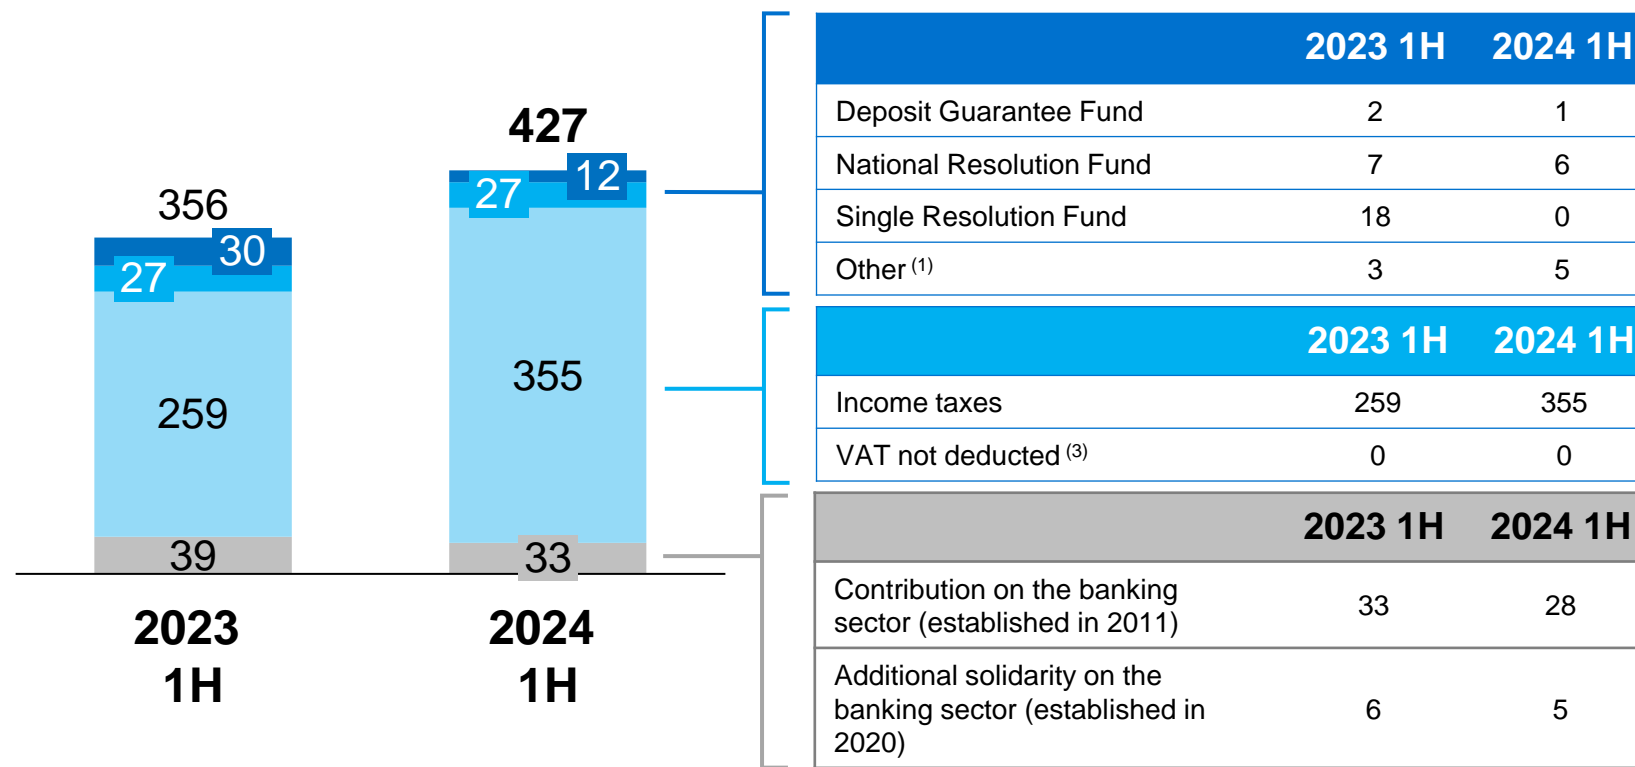 356
30
27
259
39
2023
1H
427
12
27
355
33
2024
1H
2023 1H 2024 1H
Deposit Guarantee Fund 2 1
National Resolution Fund 7 6
Single Resolution Fund 18 0
Other (1) 3 5
2023 1H 2024 1H
Income taxes 259 355
VAT not deducted (3) 0 0
2023 1H 2024 1H
Contribution on the banking
sector (established in 2011) 33 28
Additional solidarity on the
banking sector (established in 6 5
2020)